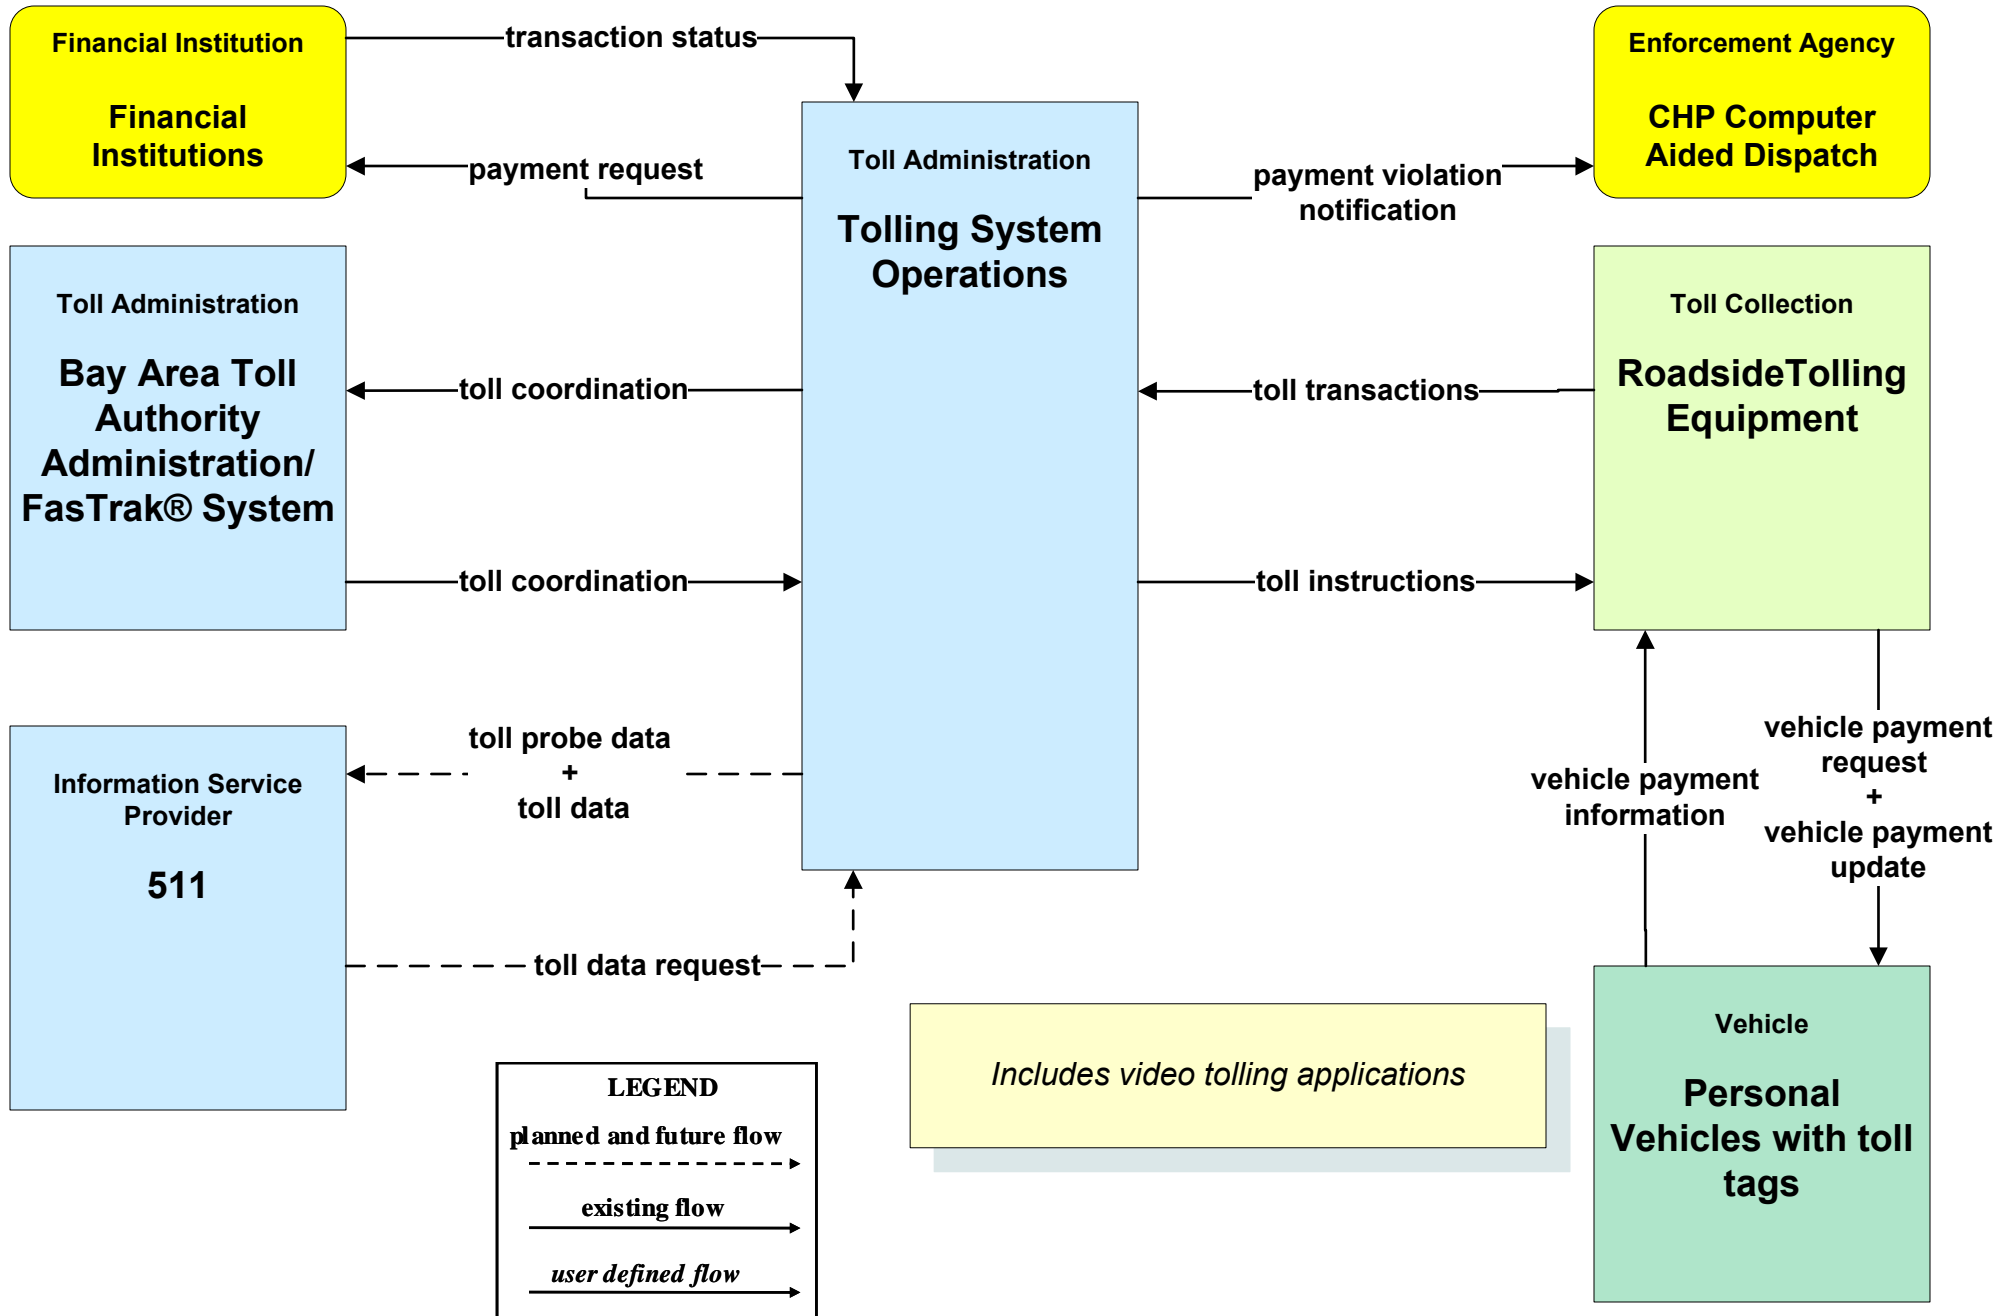 Financial Institution
Financial
Institutions
transaction status
payment request
Toll Administration
Tolling System
Operations
payment violation
notification
Enforcement Agency
CHP Computer
Aided Dispatch
Toll Administration
Bay Area Toll
Authority
Administration/
FasTrak® System
toll coordination
toll coordination
toll transactions
toll instructions
Toll Collection
RoadsideTolling
Equipment
Information Service
Provider
511
toll probe data
+
toll data
toll data request
vehicle payment
information
vehicle payment
request
+
vehicle payment
update
Vehicle
Personal
Vehicles with toll
tags
Includes video tolling applications
LEGEND
planned and future flow
existing flow
user defined flow